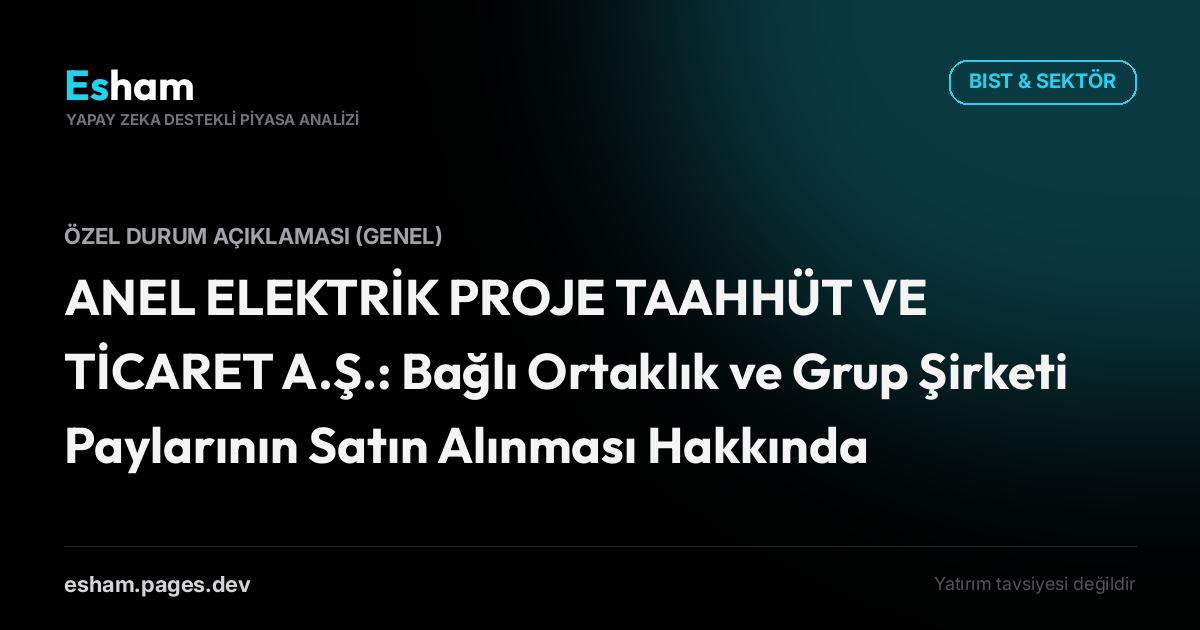 Esham
YAPAY ZEKA DESTEKLİ PİYASA ANALİZİ
BIST & SEKTÖR
ÖZEL DURUM AÇIKLAMASI (GENEL)
ANEL ELEKTRİK PROJE TAAHHÜT VE
TİCARET A.Ş.: Bağlı Ortaklık ve Grup Şirketi
Paylarının Satın Alınması Hakkında
esham.pages.dev
Yatırım tavsiyesi değildir